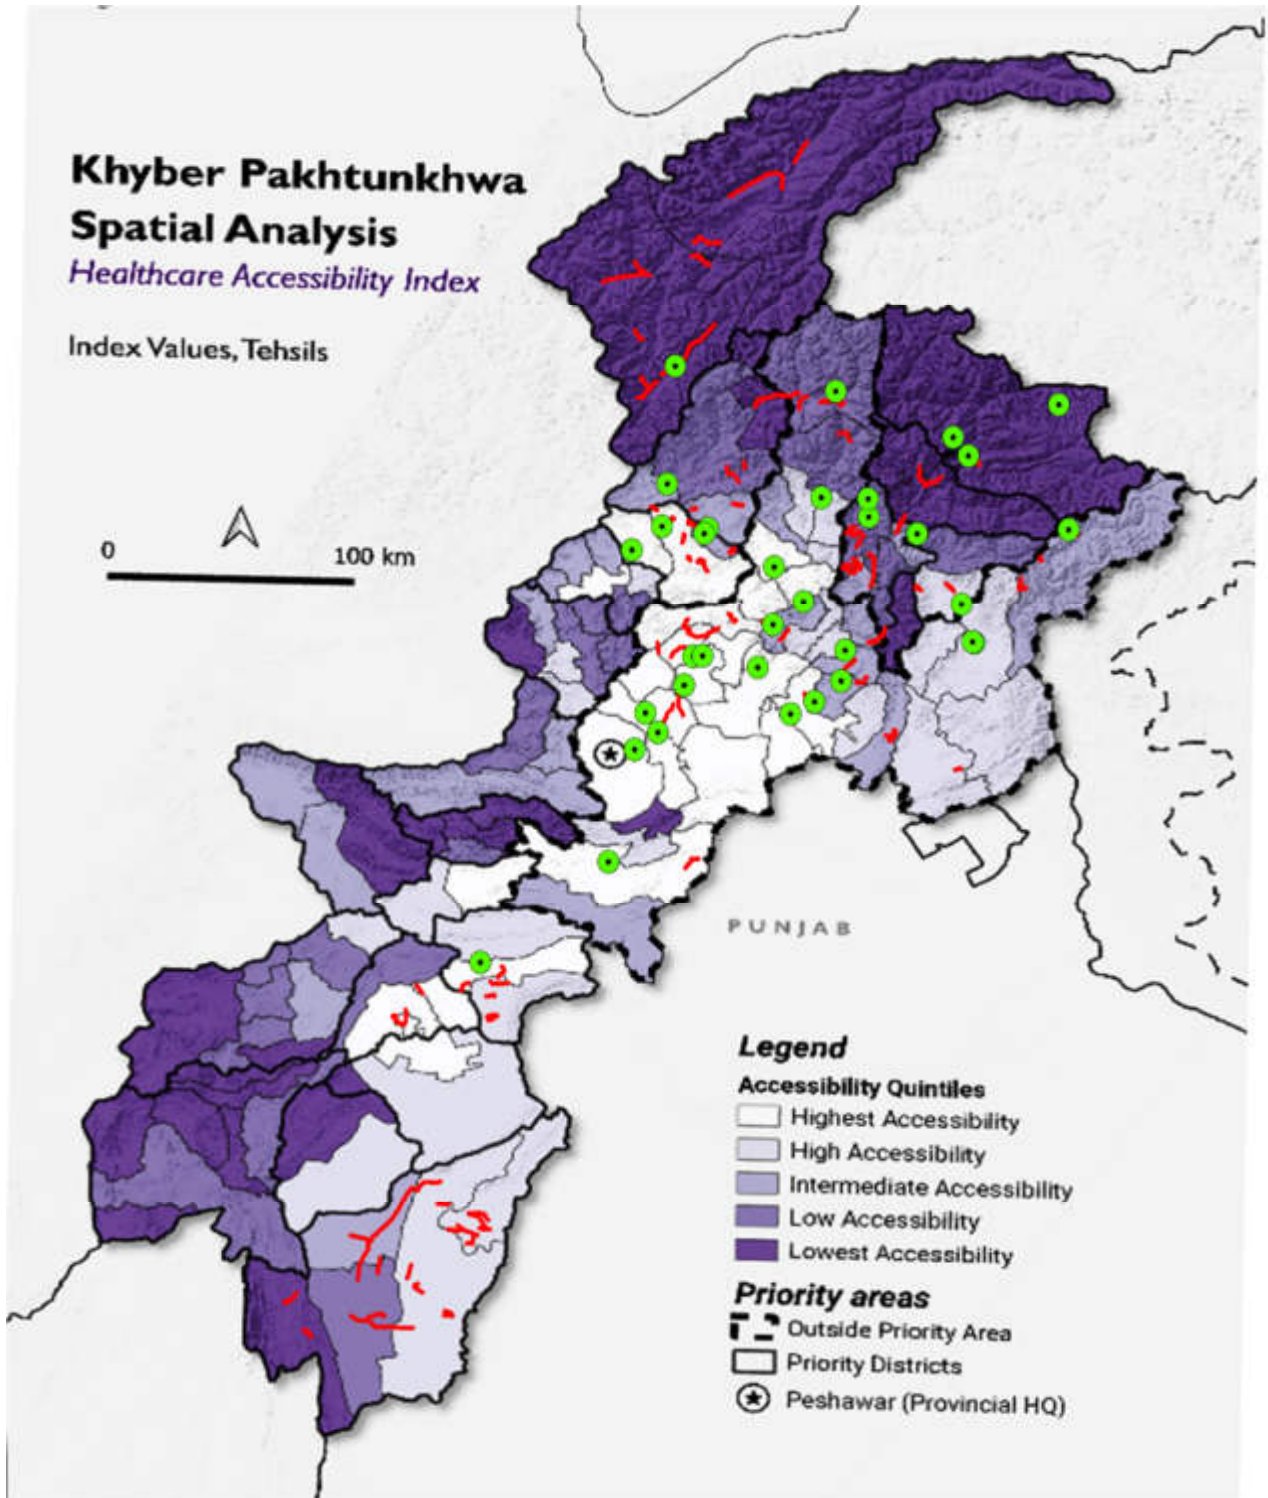 Khyber Pakhtunkhwa
Spatial Analysis
Healthcare Accessibility Index
Index Values, Tehsils
0 100 km
PUNJAB
Legend
Accessibility Quintiles
Highest Accessibility
High Accessibility
Intermediate Accessibility
Low Accessibility
Lowest Accessibility
Priority areas
Outside Priority Area
Priority Districts
Peshawar (Provincial HQ)